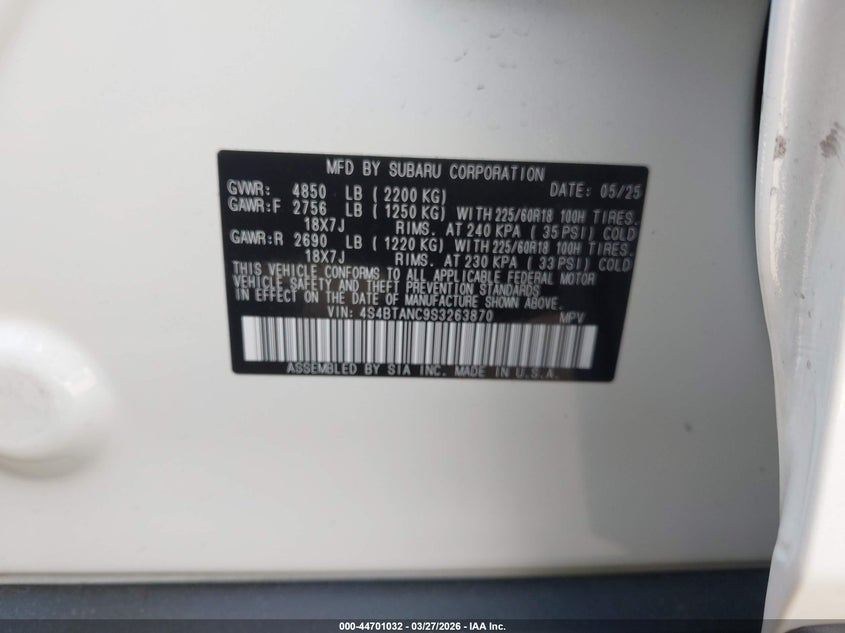 MFD BY SUBARU CORPORATION
DATE: 05/25
GVWR: 4850 LB (2200 KG)
GAWR:F 2756 LB (1250 KG) WITH 225/60R18 100H TIRES.
18X7J RIMS. AT 240 KPA (35 PSI) COLD
GAWR:R 2690 LB (1220 KG) WITH 225/60R18 100H TIRES.
18X7J RIMS. AT 230 KPA (33 PSI) COLD
THIS VEHICLE CONFORMS TO ALL APPLICABLE FEDERAL MOTOR
VEHICLE SAFETY AND THEFT PREVENTION STANDARDS
IN EFFECT ON THE DATE OF MANUFACTURE SHOWN ABOVE.
VIN: 4S4BTANC9S3263870 MPV
ASSEMBLED BY SIA INC. MADE IN U.S.A.
000-44701032 — 03/27/2026 — IAA Inc.